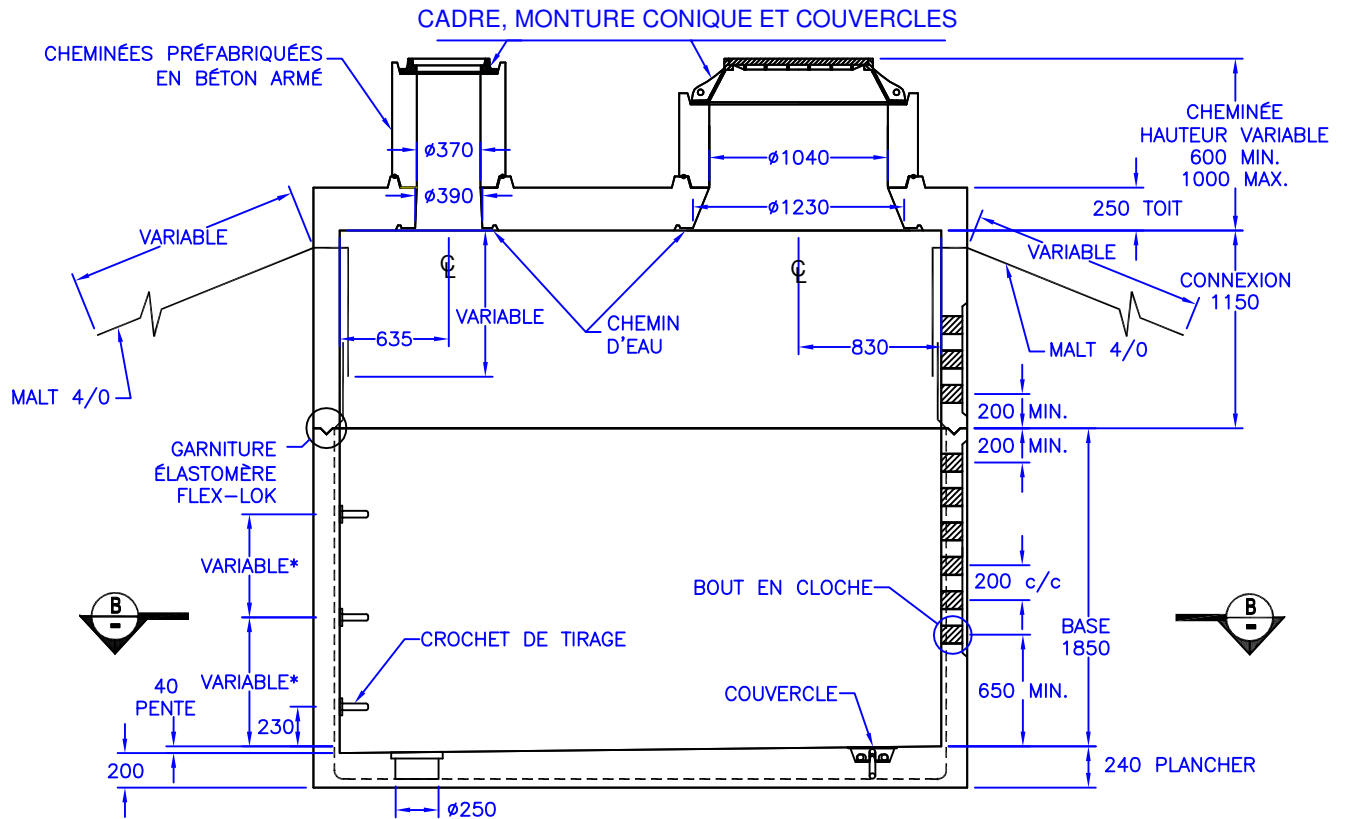 CADRE, MONTURE CONIQUE ET COUVERCLES
CHEMINÉES PRÉFABRIQUÉES
EN BÉTON ARMÉ
CHEMINÉE
HAUTEUR VARIABLE
600 MIN.
1000 MAX.
ø370
ø1040
ø390
ø1230
250 TOIT
VARIABLE
VARIABLE
CONNEXION
1150
℄
℄
VARIABLE
CHEMIN
D'EAU
635
830
MALT 4/0
MALT 4/0
200 MIN.
200 MIN.
GARNITURE
ÉLASTOMÈRE
FLEX-LOK
VARIABLE*
200 c/c
BOUT EN CLOCHE
B
-
B
-
BASE
1850
CROCHET DE TIRAGE
VARIABLE*
40
PENTE
COUVERCLE
650 MIN.
230
200
240 PLANCHER
ø250